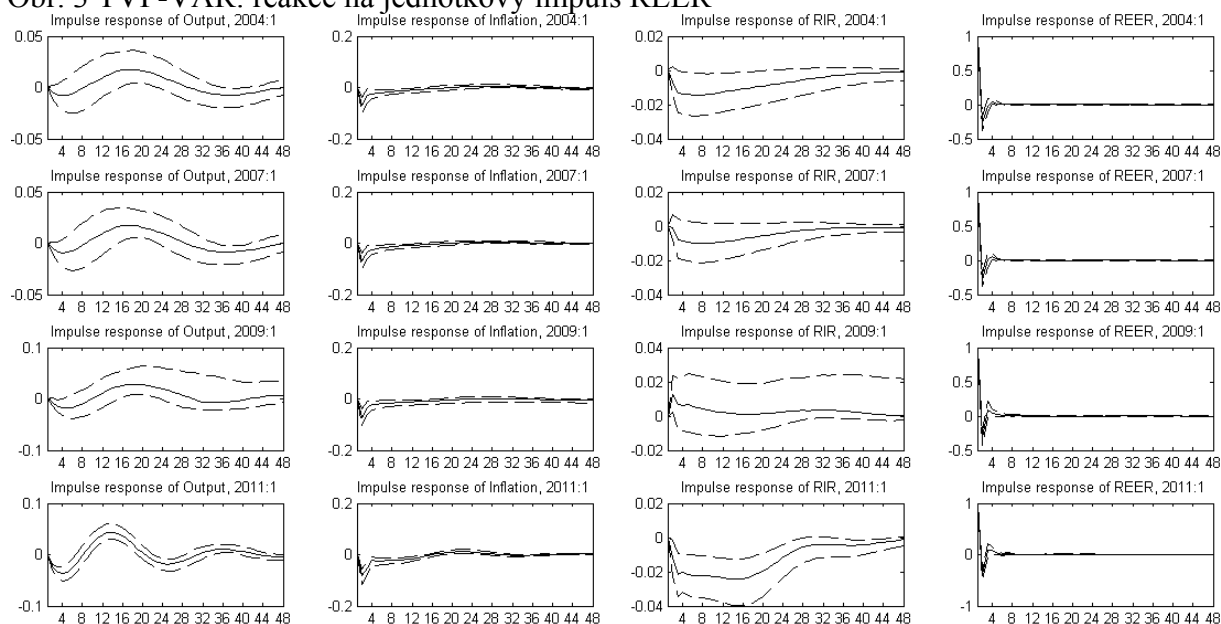 Obr. 3 TVP-VAR: reakce na jednotkový impuls REER
Impulse response of Output, 2004:1
0.05
0
-0.05
4 8 12 16 20 24 28 32 36 40 44 48
Impulse response of Inflation, 2004:1
0.2
0
-0.2
4 8 12 16 20 24 28 32 36 40 44 48
Impulse response of RIR, 2004:1
0.02
0
-0.02
-0.04
4 8 12 16 20 24 28 32 36 40 44 48
Impulse response of REER, 2004:1
1
0.5
0
-0.5
4 8 12 16 20 24 28 32 36 40 44 48
Impulse response of Output, 2007:1
0.05
0
-0.05
4 8 12 16 20 24 28 32 36 40 44 48
Impulse response of Inflation, 2007:1
0.2
0
-0.2
4 8 12 16 20 24 28 32 36 40 44 48
Impulse response of RIR, 2007:1
0.02
0
-0.02
-0.04
4 8 12 16 20 24 28 32 36 40 44 48
Impulse response of REER, 2007:1
1
0.5
0
-0.5
4 8 12 16 20 24 28 32 36 40 44 48
Impulse response of Output, 2009:1
0.1
0
-0.1
4 8 12 16 20 24 28 32 36 40 44 48
Impulse response of Inflation, 2009:1
0.2
0
-0.2
4 8 12 16 20 24 28 32 36 40 44 48
Impulse response of RIR, 2009:1
0.04
0.02
0
-0.02
4 8 12 16 20 24 28 32 36 40 44 48
Impulse response of REER, 2009:1
1
0.5
0
-0.5
4 8 12 16 20 24 28 32 36 40 44 48
Impulse response of Output, 2011:1
0.1
0
-0.1
4 8 12 16 20 24 28 32 36 40 44 48
Impulse response of Inflation, 2011:1
0.2
0
-0.2
4 8 12 16 20 24 28 32 36 40 44 48
Impulse response of RIR, 2011:1
0.02
0
-0.02
-0.04
4 8 12 16 20 24 28 32 36 40 44 48
Impulse response of REER, 2011:1
1
0
-1
4 8 12 16 20 24 28 32 36 40 44 48